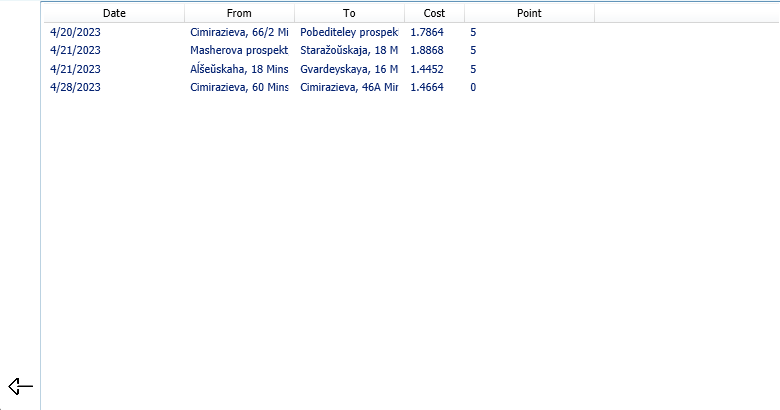 Date From To Cost Point
4/20/2023 Cimirazieva, 66/2 Mi Pobediteley prospek 1.7864 5
4/21/2023 Masherova prospekt Staražoŭskaja, 18 M 1.8868 5
4/21/2023 Aĺšeŭskaha, 18 Mins Gvardeyskaya, 16 M 1.4452 5
4/28/2023 Cimirazieva, 60 Mins Cimirazieva, 46A Mir 1.4664 0